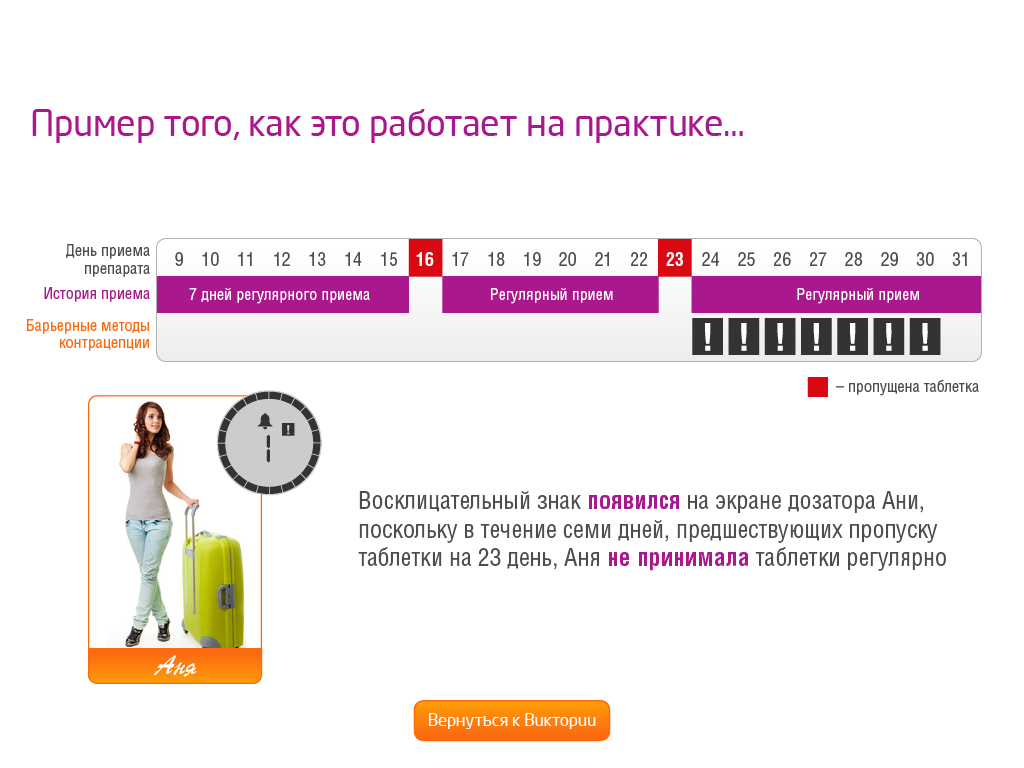 Пример того, как это работает на практике...
День приема
препарата
9 10 11 12 13 14 15 16 17 18 19 20 21 22 23 24 25 26 27 28 29 30 31
История приема
7 дней регулярного приема
Регулярный прием
Регулярный прием
Барьерные методы
контрацепции
! ! ! ! ! ! !
– пропущена таблетка
!
Восклицательный знак появился на экране дозатора Ани,
поскольку в течение семи дней, предшествующих пропуску
таблетки на 23 день, Аня не принимала таблетки регулярно
Аня
Вернуться к Виктории